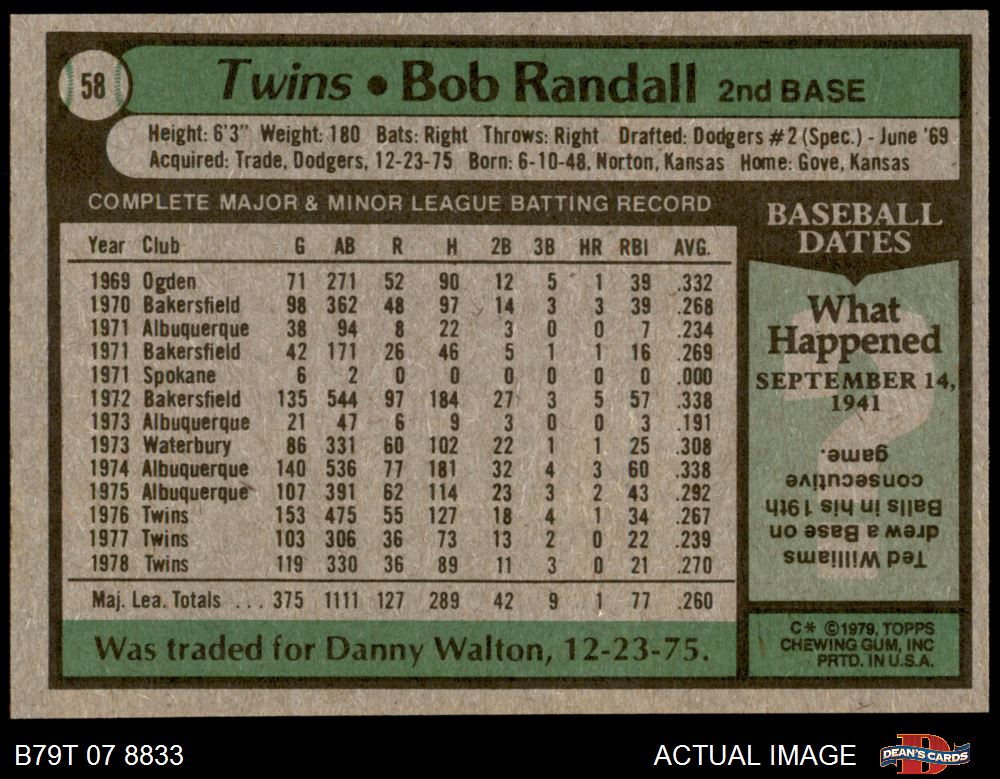 58
Twins • Bob Randall 2nd BASE
Height: 6'3" Weight: 180 Bats: Right Throws: Right Drafted: Dodgers #2 (Spec.) - June '69
Acquired: Trade, Dodgers, 12-23-75 Born: 6-10-48, Norton, Kansas Home: Gove, Kansas
COMPLETE MAJOR & MINOR LEAGUE BATTING RECORD
Year Club G AB R H 2B 3B HR RBI AVG.
1969 Ogden 71 271 52 90 12 5 1 39 .332
1970 Bakersfield 98 362 48 97 14 3 3 39 .268
1971 Albuquerque 38 94 8 22 3 0 0 7 .234
1971 Bakersfield 42 171 26 46 5 1 1 16 .269
1971 Spokane 6 2 0 0 0 0 0 0 .000
1972 Bakersfield 135 544 97 184 27 3 5 57 .338
1973 Albuquerque 21 47 6 9 3 0 0 3 .191
1973 Waterbury 86 331 60 102 22 1 1 25 .308
1974 Albuquerque 140 536 77 181 32 4 3 60 .338
1975 Albuquerque 107 391 62 114 23 3 2 43 .292
1976 Twins 153 475 55 127 18 4 1 34 .267
1977 Twins 103 306 36 73 13 2 0 22 .239
1978 Twins 119 330 36 89 11 3 0 21 .270
Maj. Lea. Totals ... 375 1111 127 289 42 9 1 77 .260
Was traded for Danny Walton, 12-23-75.
BASEBALL
DATES
What
Happened
SEPTEMBER 14,
1941
?
Ted Williams
drew a Base on
Balls in his 19th
consecutive
game.
C* ©1979, TOPPS
CHEWING GUM, INC
PRTD. IN U.S.A.
B79T 07 8833
ACTUAL IMAGE
D
DEAN'S CARDS